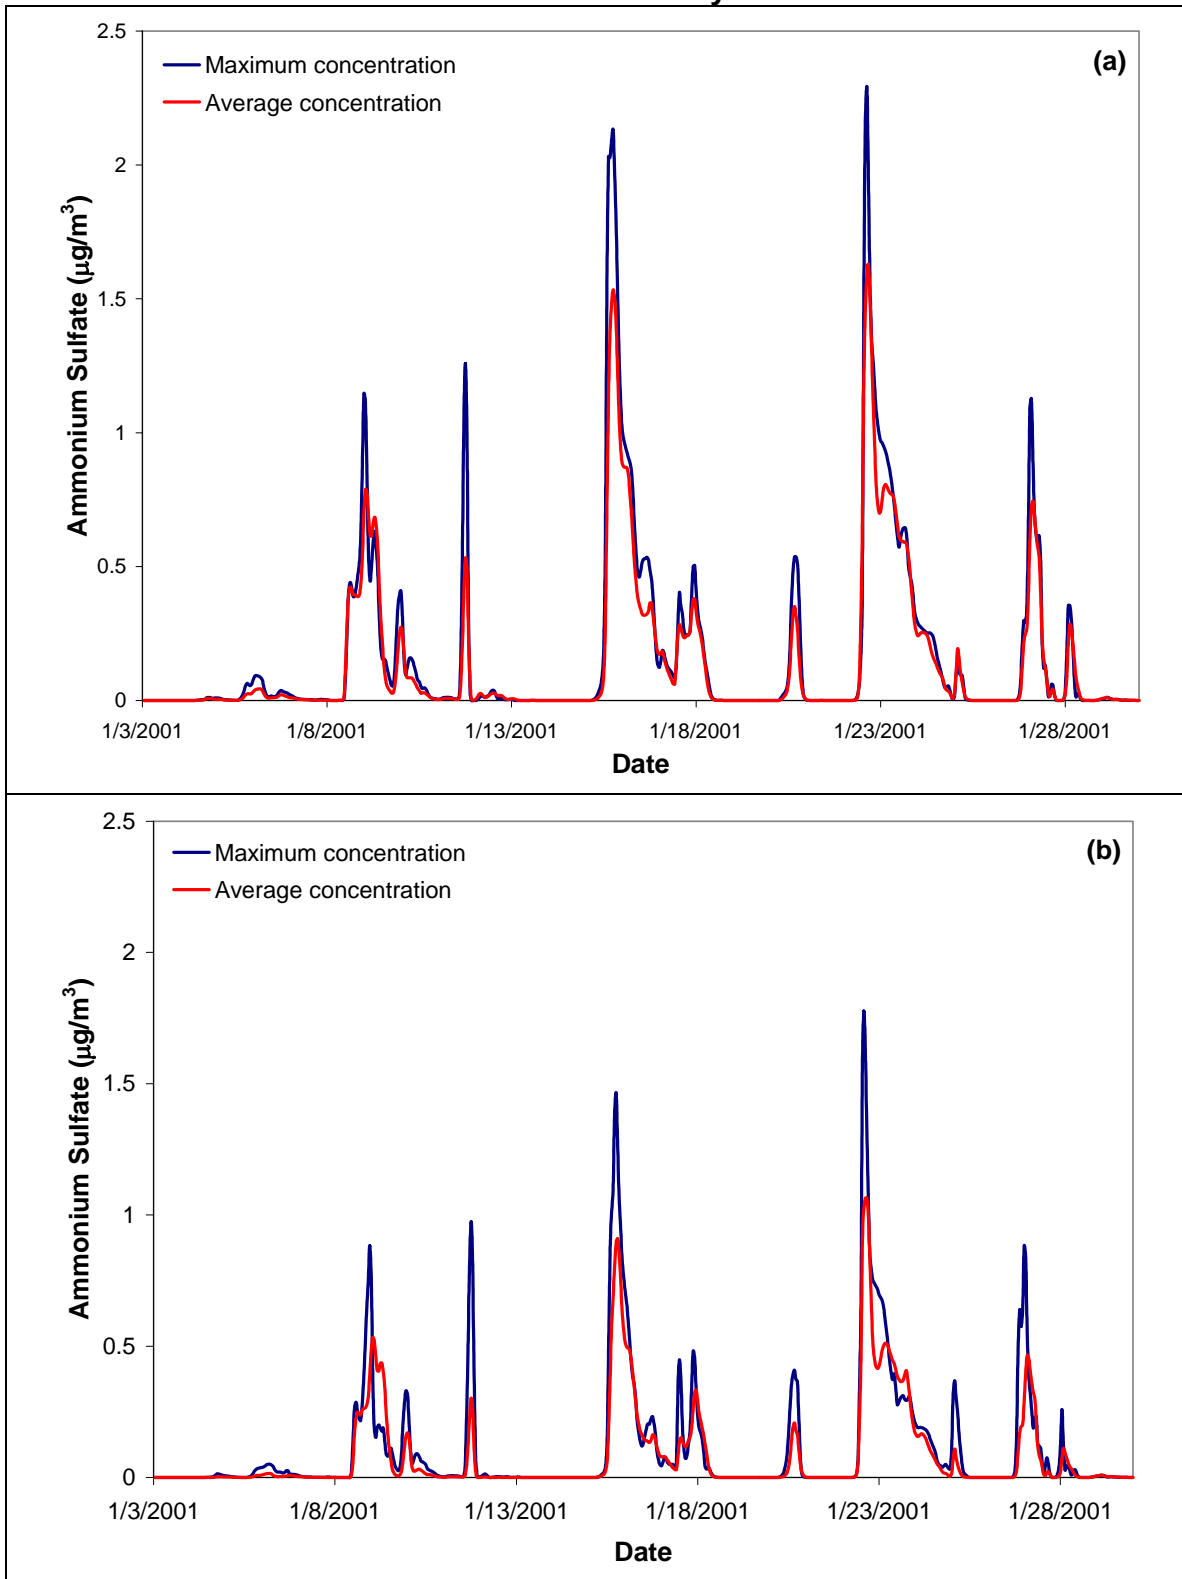 2.5
(a)
Maximum concentration
Average concentration
2
1.5
1
0.5
0
Ammonium Sulfate (μg/m³)
1/3/2001 1/8/2001 1/13/2001 1/18/2001 1/23/2001 1/28/2001
Date
2.5
(b)
Maximum concentration
Average concentration
2
1.5
1
0.5
0
Ammonium Sulfate (μg/m³)
1/3/2001 1/8/2001 1/13/2001 1/18/2001 1/23/2001 1/28/2001
Date